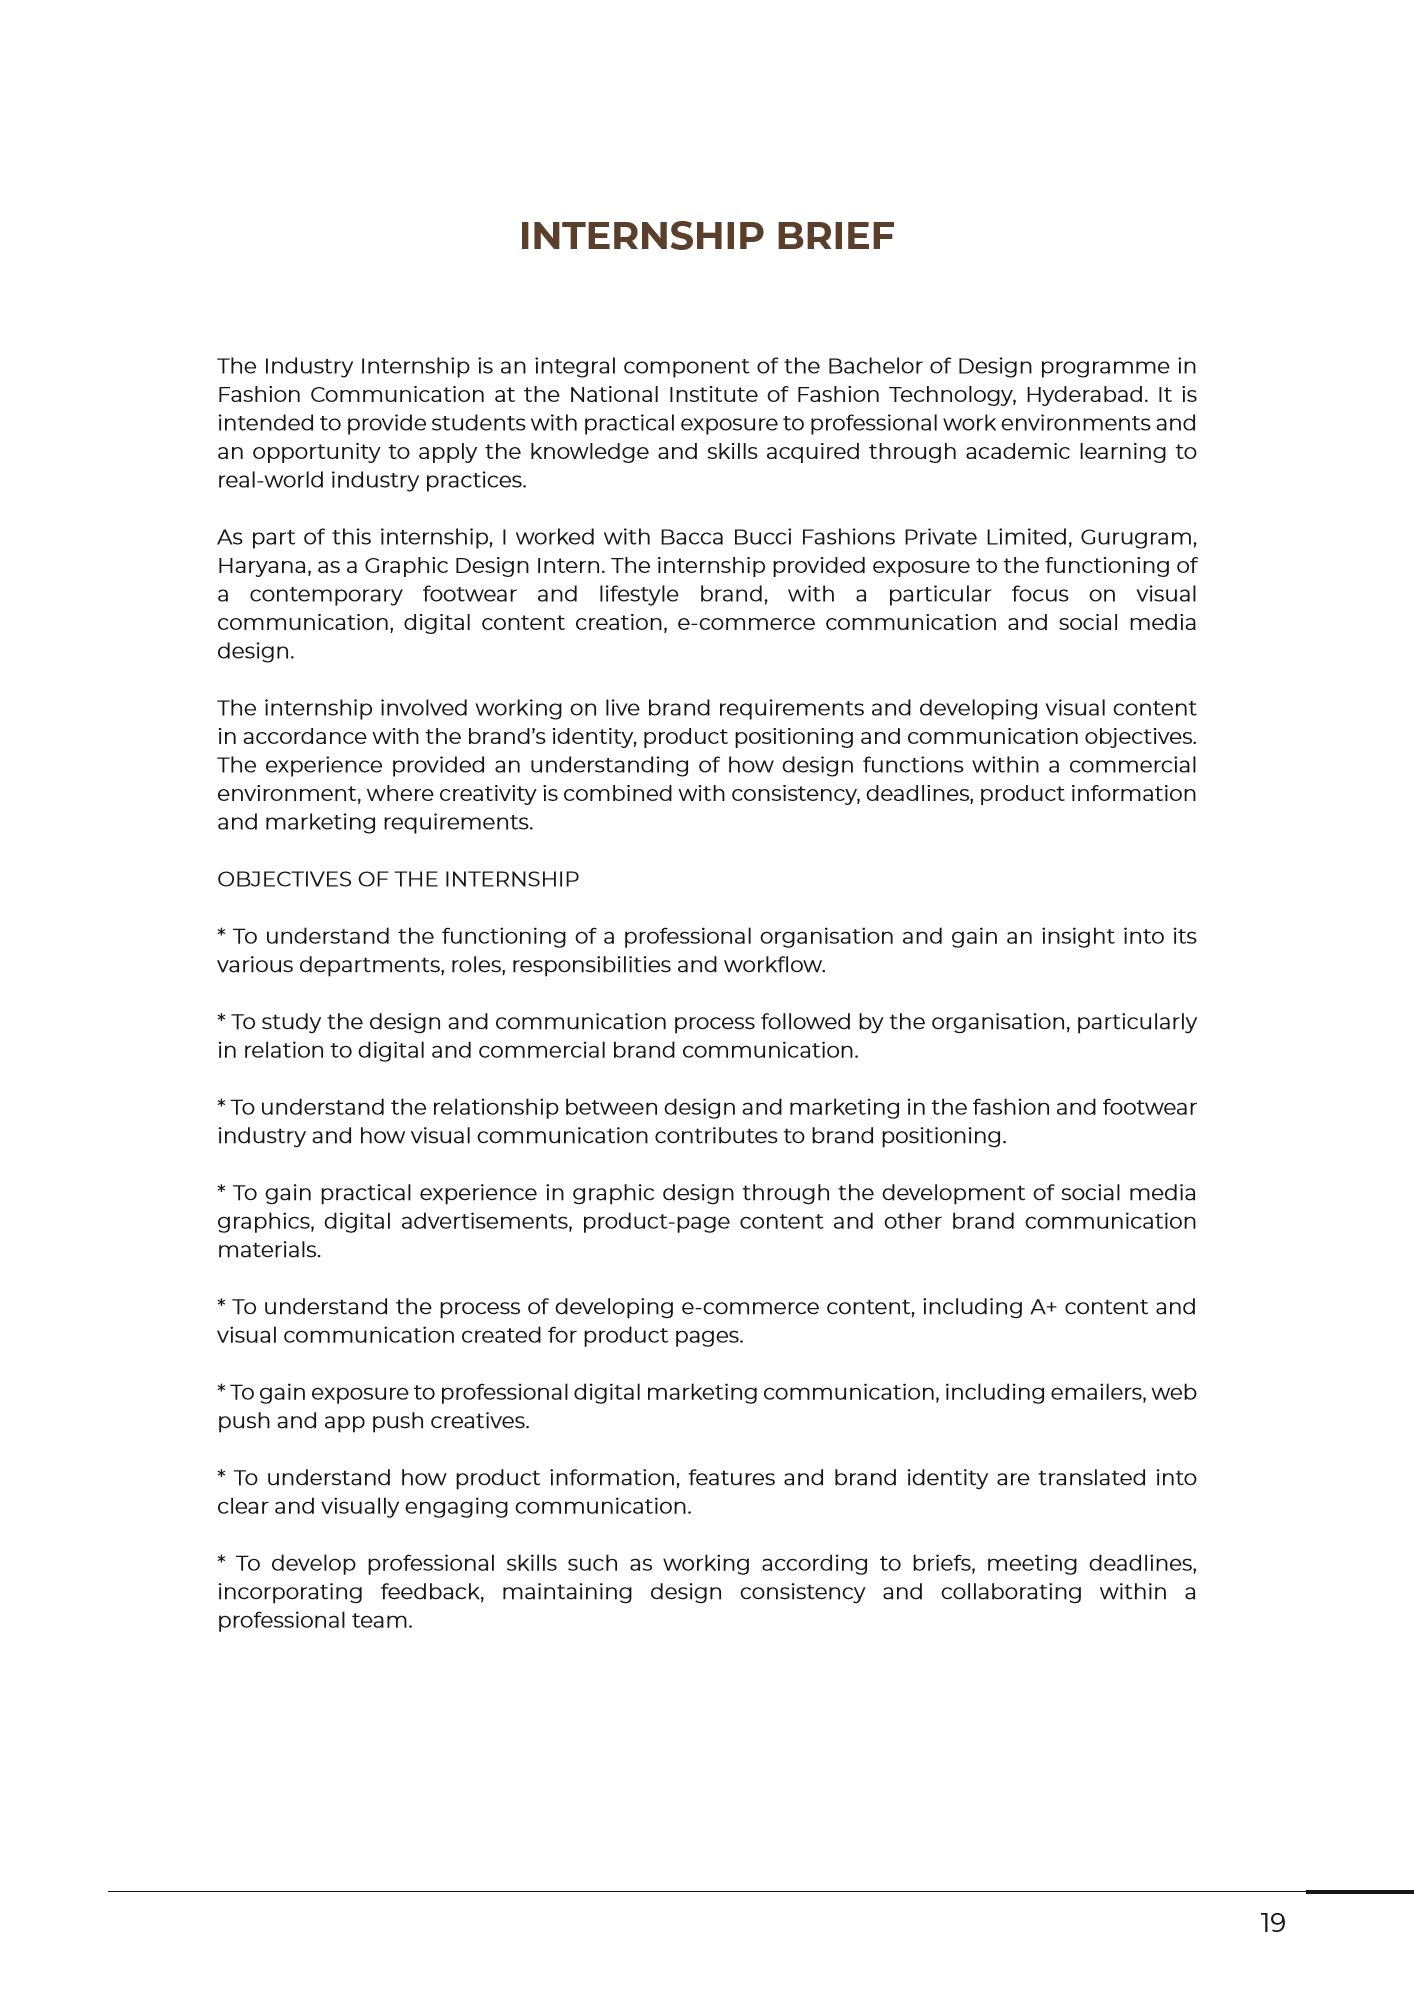 INTERNSHIP BRIEF
The Industry Internship is an integral component of the Bachelor of Design programme in
Fashion Communication at the National Institute of Fashion Technology, Hyderabad. It is
intended to provide students with practical exposure to professional work environments and
an opportunity to apply the knowledge and skills acquired through academic learning to
real-world industry practices.
As part of this internship, I worked with Bacca Bucci Fashions Private Limited, Gurugram,
Haryana, as a Graphic Design Intern. The internship provided exposure to the functioning of
a contemporary footwear and lifestyle brand, with a particular focus on visual
communication, digital content creation, e-commerce communication and social media
design.
The internship involved working on live brand requirements and developing visual content
in accordance with the brand’s identity, product positioning and communication objectives.
The experience provided an understanding of how design functions within a commercial
environment, where creativity is combined with consistency, deadlines, product information
and marketing requirements.
OBJECTIVES OF THE INTERNSHIP
* To understand the functioning of a professional organisation and gain an insight into its
various departments, roles, responsibilities and workflow.
* To study the design and communication process followed by the organisation, particularly
in relation to digital and commercial brand communication.
* To understand the relationship between design and marketing in the fashion and footwear
industry and how visual communication contributes to brand positioning.
* To gain practical experience in graphic design through the development of social media
graphics, digital advertisements, product-page content and other brand communication
materials.
* To understand the process of developing e-commerce content, including A+ content and
visual communication created for product pages.
* To gain exposure to professional digital marketing communication, including emailers, web
push and app push creatives.
* To understand how product information, features and brand identity are translated into
clear and visually engaging communication.
* To develop professional skills such as working according to briefs, meeting deadlines,
incorporating feedback, maintaining design consistency and collaborating within a
professional team.
19